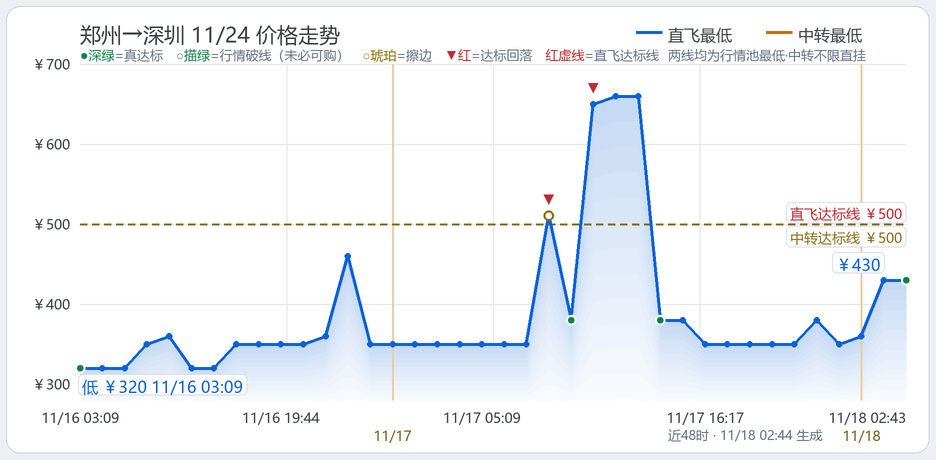 郑州→深圳 11/24 价格走势
直飞最低 中转最低
●深绿=真达标 ○描绿=行情破线（未必可购） ○琥珀=擦边 ▼红=达标回落 红虚线=直飞达标线 两线均为行情池最低·中转不限直挂
¥700
¥600
¥500
¥400
¥300
直飞达标线 ¥500
中转达标线 ¥500
¥430
低 ¥320 11/16 03:09
11/16 03:09 11/16 19:44 11/17 05:09 11/17 16:17 11/18 02:43
11/17 近48时 · 11/18 02:44 生成 11/18